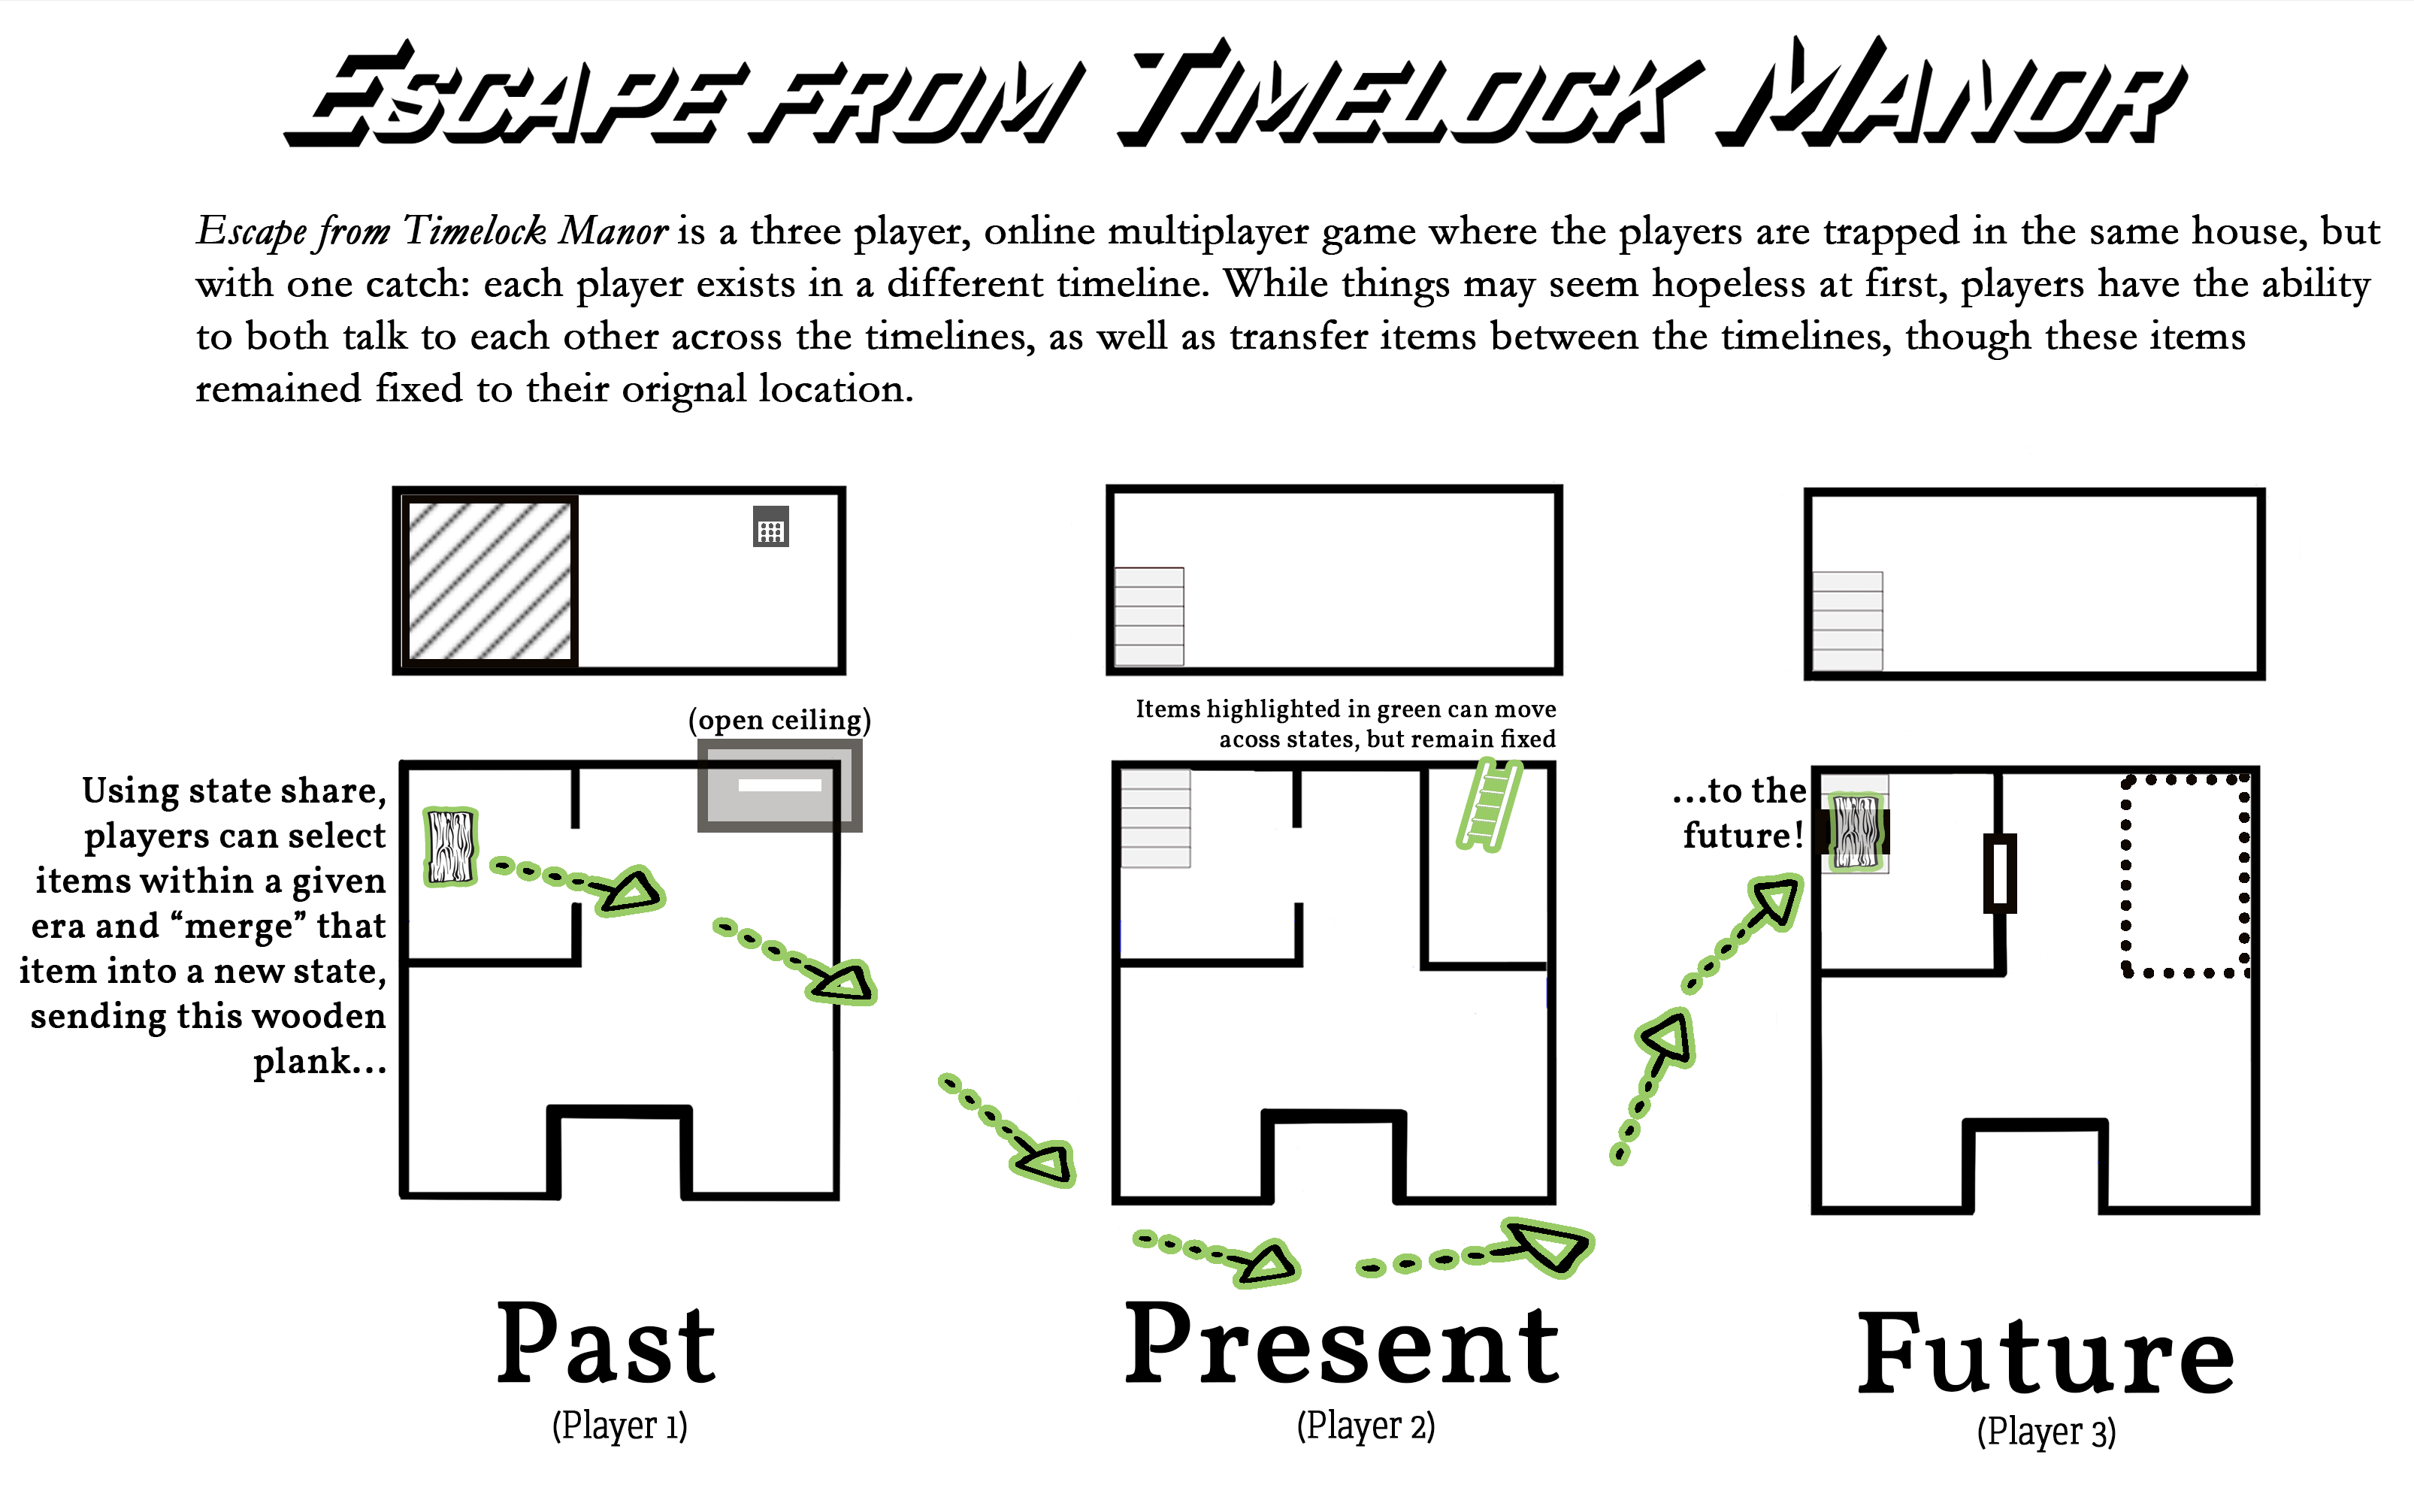 Escape from Timelock Manor
Escape from Timelock Manor is a three player, online multiplayer game where the players are trapped in the same house, but
with one catch: each player exists in a different timeline. While things may seem hopeless at first, players have the ability
to both talk to each other across the timelines, as well as transfer items between the timelines, though these items
remained fixed to their orignal location.
(open ceiling)
Using state share,
players can select
items within a given
era and “merge” that
item into a new state,
sending this wooden
plank...
Items highlighted in green can move
acoss states, but remain fixed
...to the
future!
Past
(Player 1)
Present
(Player 2)
Future
(Player 3)